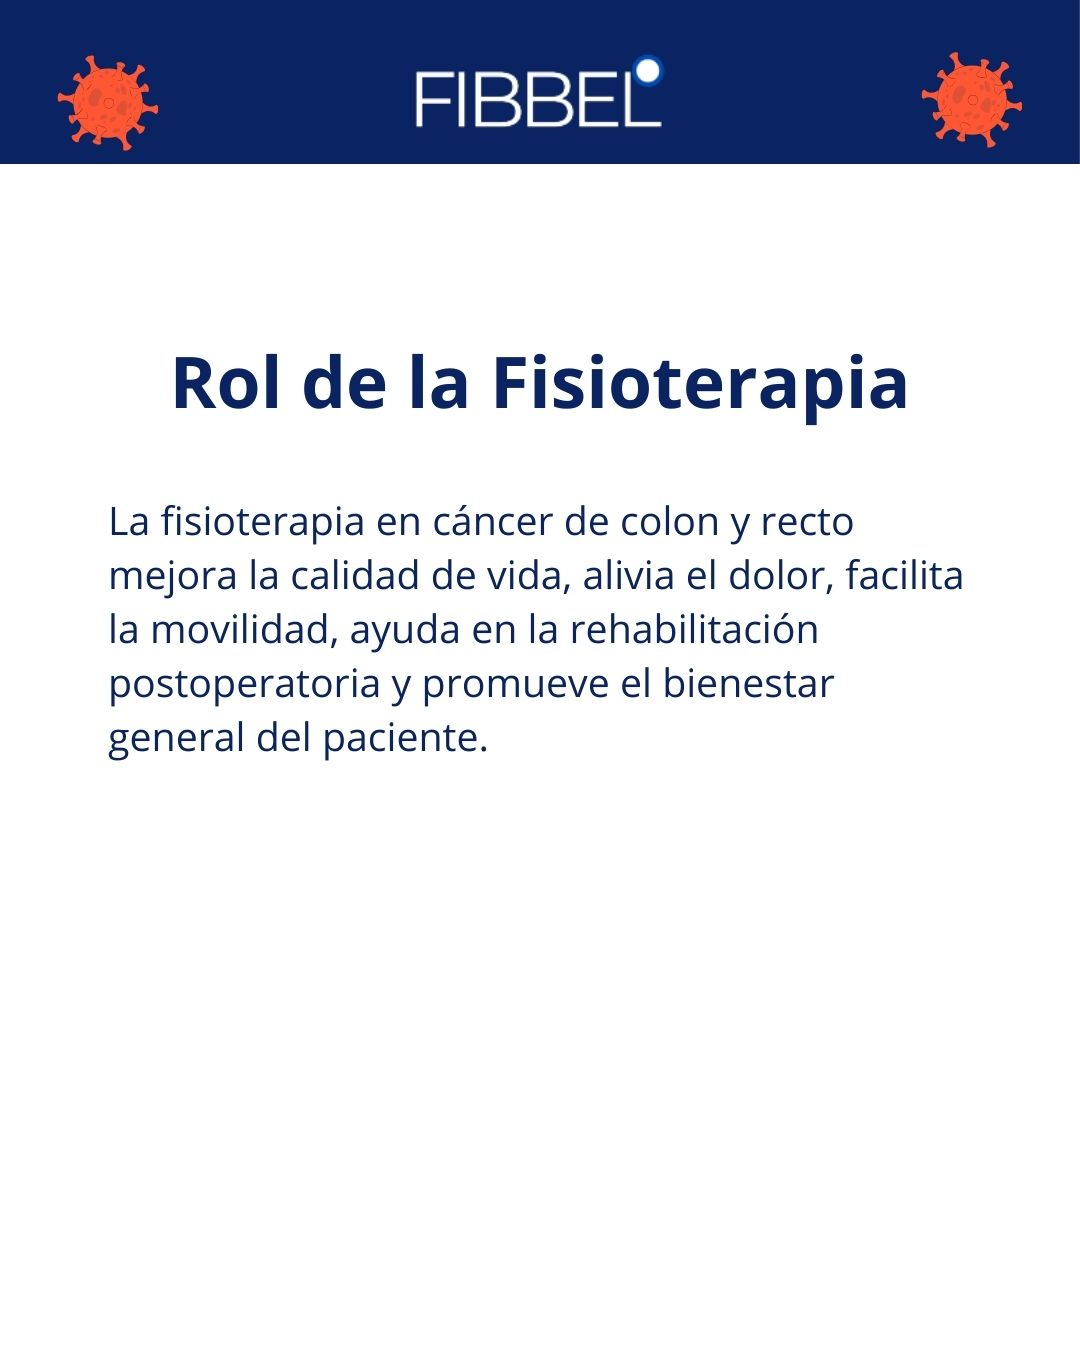 FIBBEL
Rol de la Fisioterapia
La fisioterapia en cáncer de colon y recto
mejora la calidad de vida, alivia el dolor, facilita
la movilidad, ayuda en la rehabilitación
postoperatoria y promueve el bienestar
general del paciente.